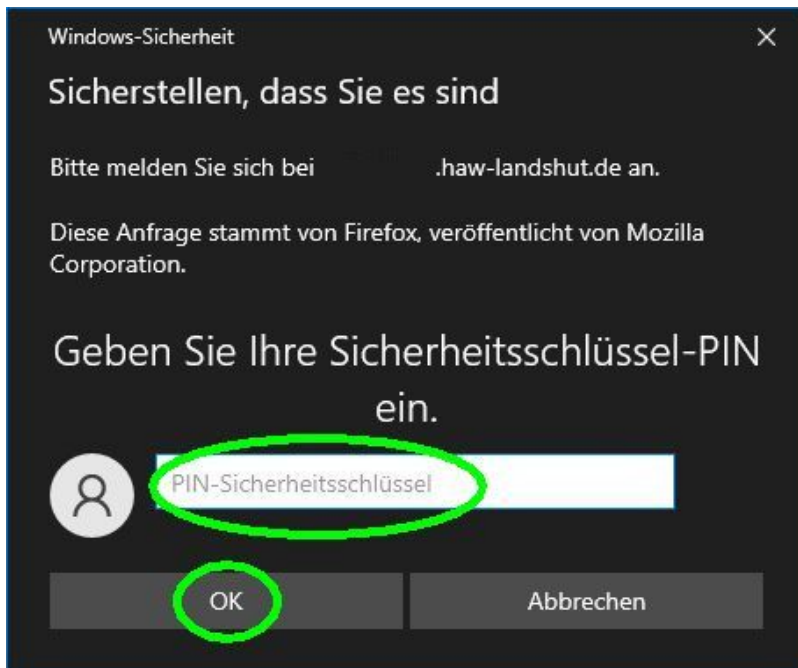 Windows-Sicherheit
Sicherstellen, dass Sie es sind
Bitte melden Sie sich bei .haw-landshut.de an.
Diese Anfrage stammt von Firefox, veröffentlicht von Mozilla
Corporation.
Geben Sie Ihre Sicherheitsschlüssel-PIN
ein.
PIN-Sicherheitsschlüssel
OK Abbrechen